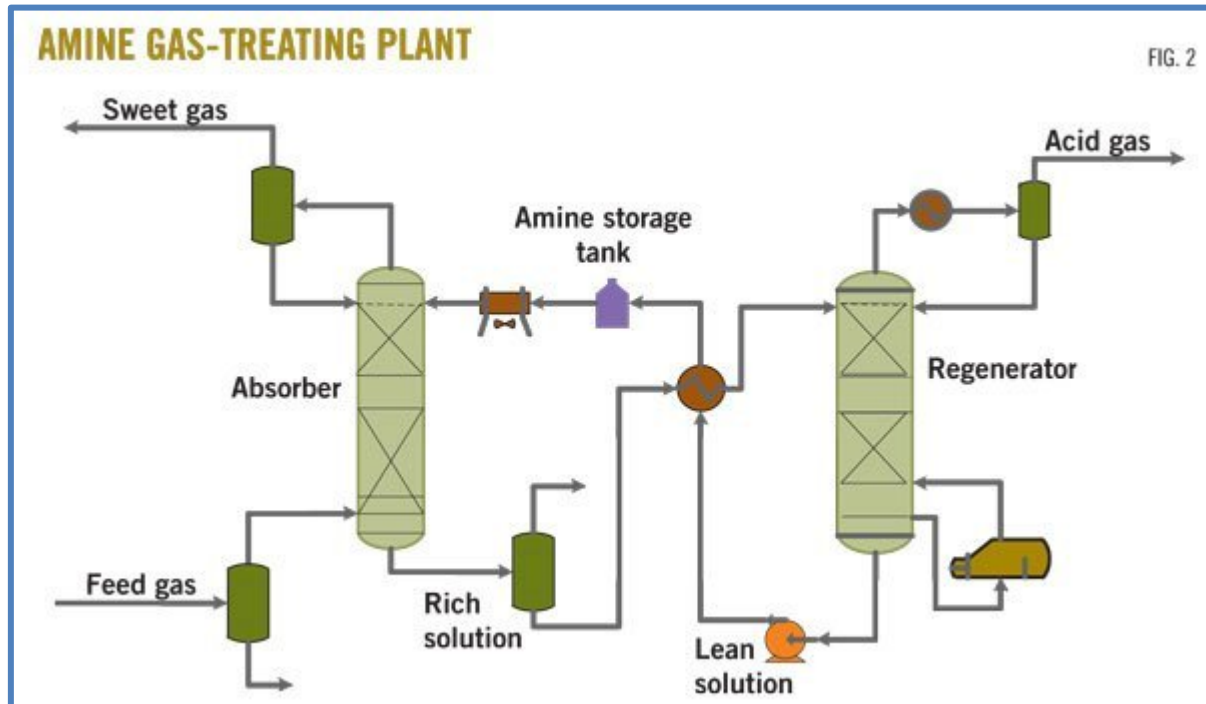 AMINE GAS-TREATING PLANT
FIG. 2
Sweet gas
Acid gas
Amine storage
tank
Absorber
Regenerator
Feed gas
Rich
solution
Lean
solution